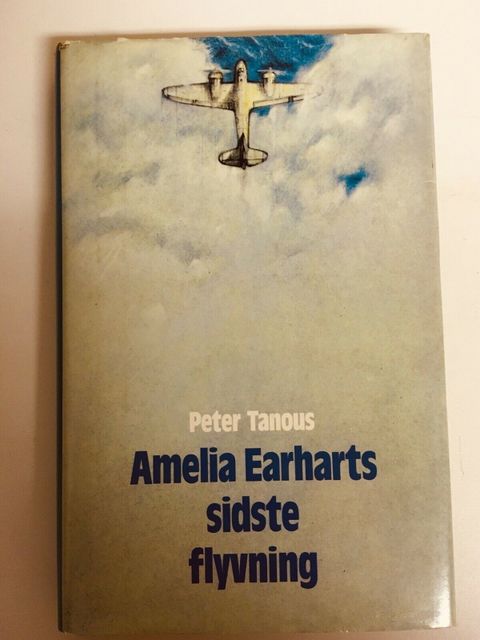 Peter Tanous
Amelia Earharts
sidste
flyvning